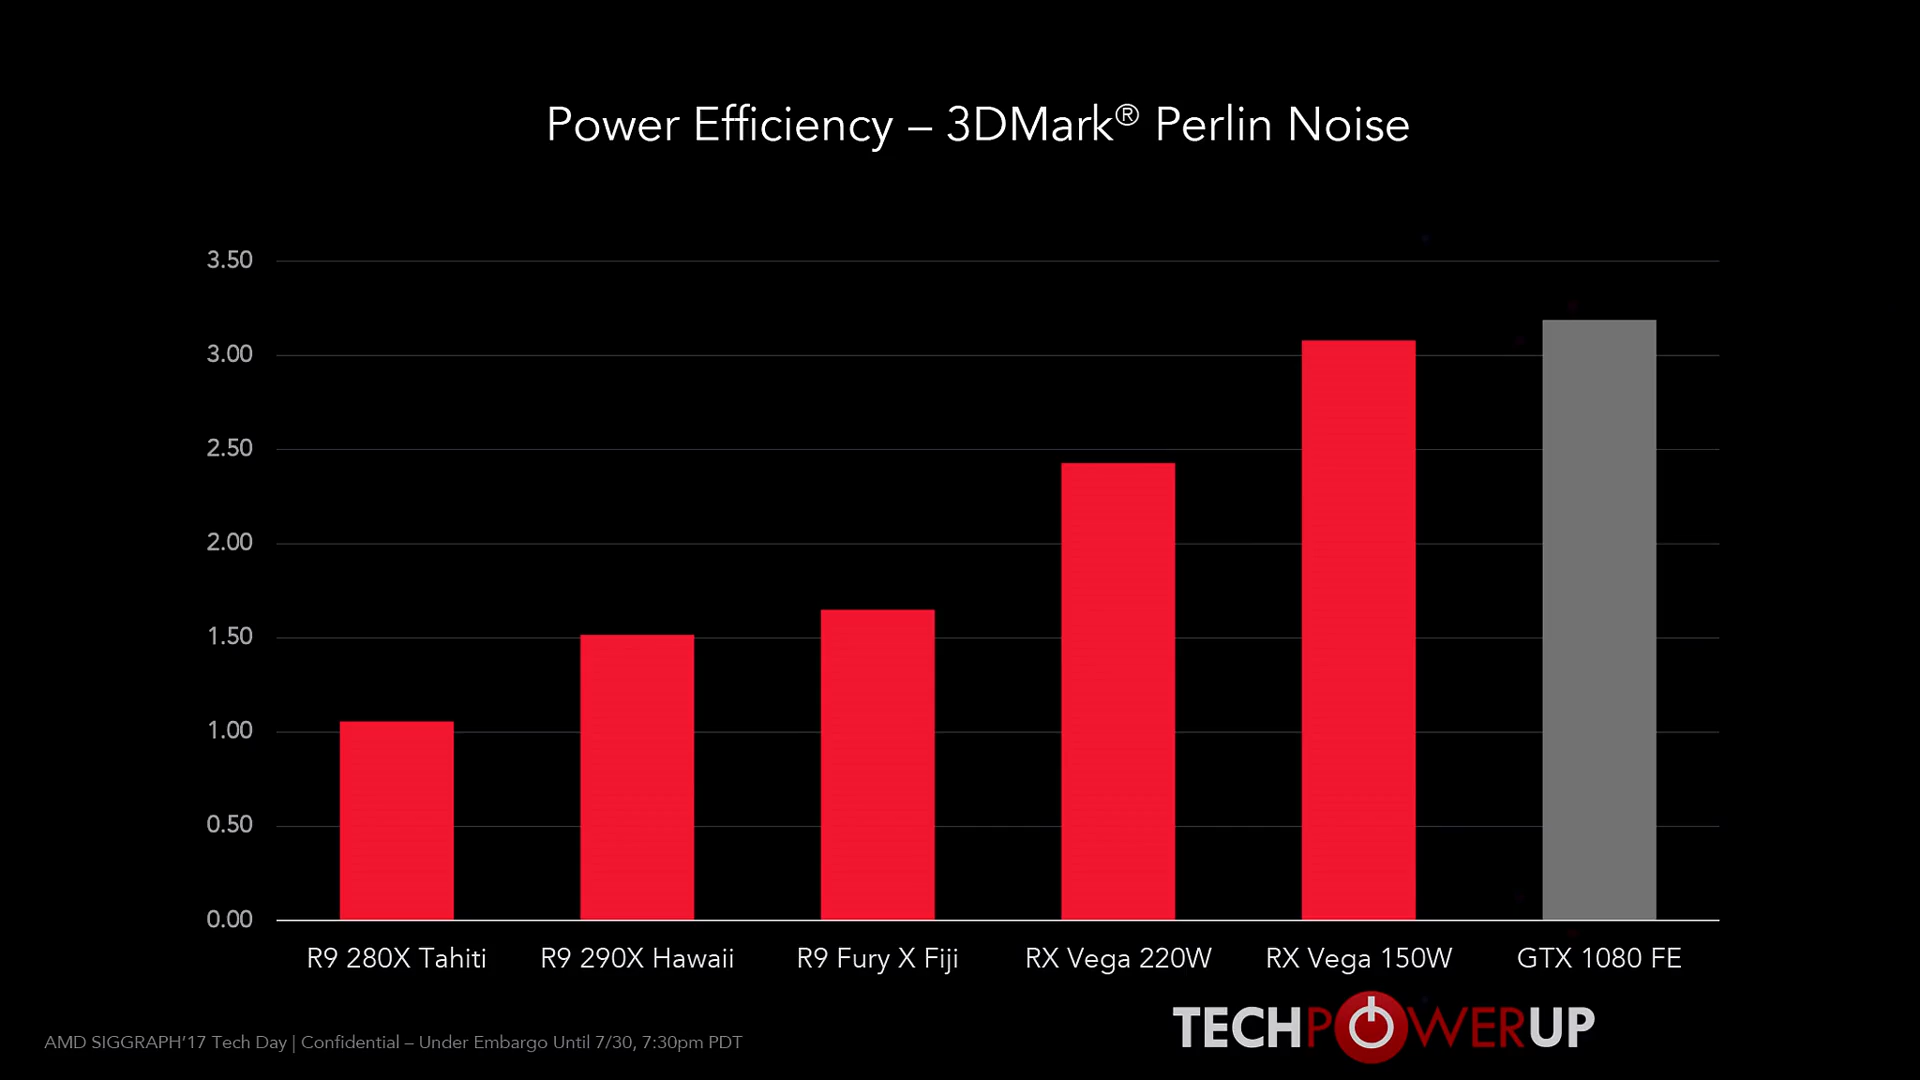 Power Efficiency – 3DMark® Perlin Noise
3.50
3.00
2.50
2.00
1.50
1.00
0.50
0.00
R9 280X Tahiti
R9 290X Hawaii
R9 Fury X Fiji
RX Vega 220W
RX Vega 150W
GTX 1080 FE
TECHPOWERUP
AMD SIGGRAPH'17 Tech Day | Confidential – Under Embargo Until 7/30, 7:30pm PDT